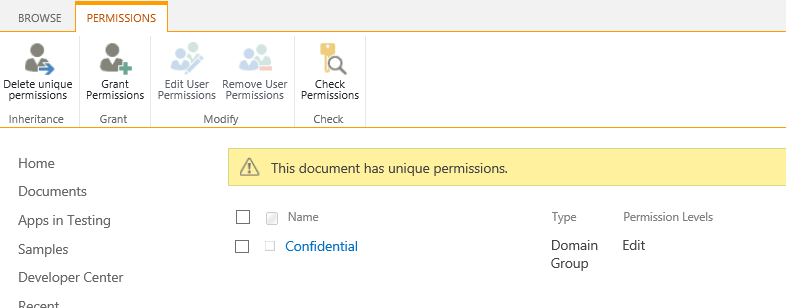 BROWSE PERMISSIONS
Delete unique permissions
Grant Permissions
Edit User Permissions
Remove User Permissions
Check Permissions
Inheritance Grant Modify Check
Home
Documents
Apps in Testing
Samples
Developer Center
Recent
This document has unique permissions.
Name Type Permission Levels
Confidential Domain Group Edit